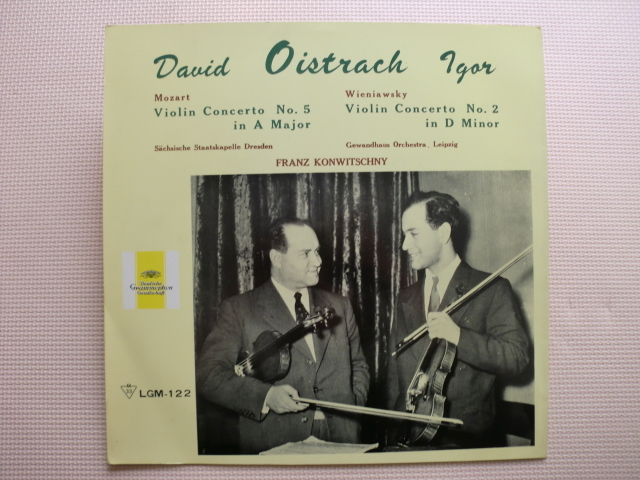 David Oistrach Igor
Mozart
Violin Concerto No. 5
in A Major
Sächsische Staatskapelle Dresden
Wieniawsky
Violin Concerto No. 2
in D Minor
Gewandhaus Orchestra, Leipzig
FRANZ KONWITSCHNY
Deutsche
Grammophon
Gesellschaft
LGM-122